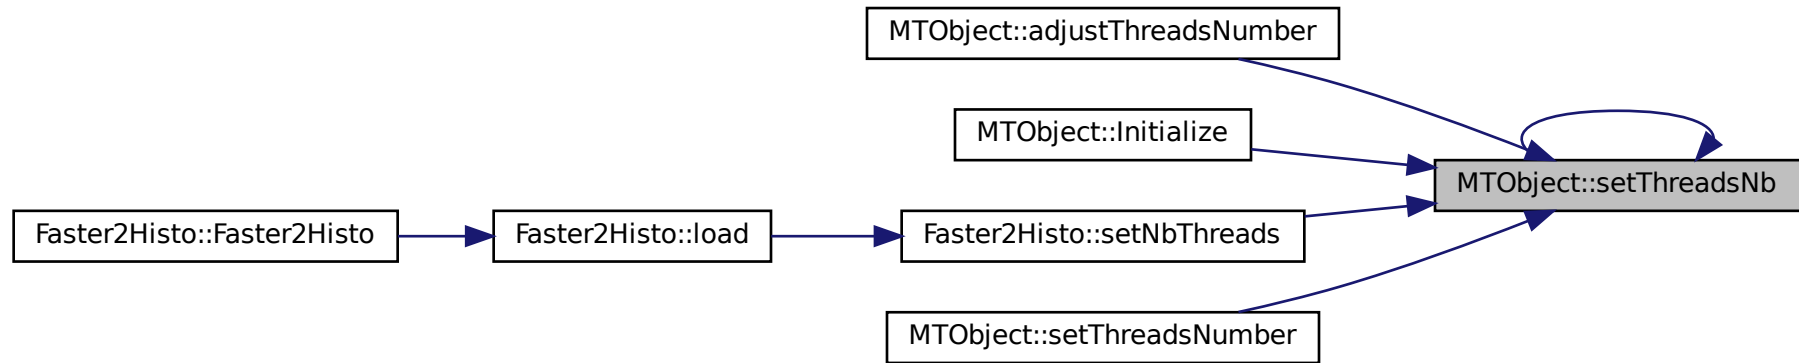 MTObject::adjustThreadsNumber
MTObject::Initialize
MTObject::setThreadsNb
Faster2Histo::Faster2Histo
Faster2Histo::load
Faster2Histo::setNbThreads
MTObject::setThreadsNumber